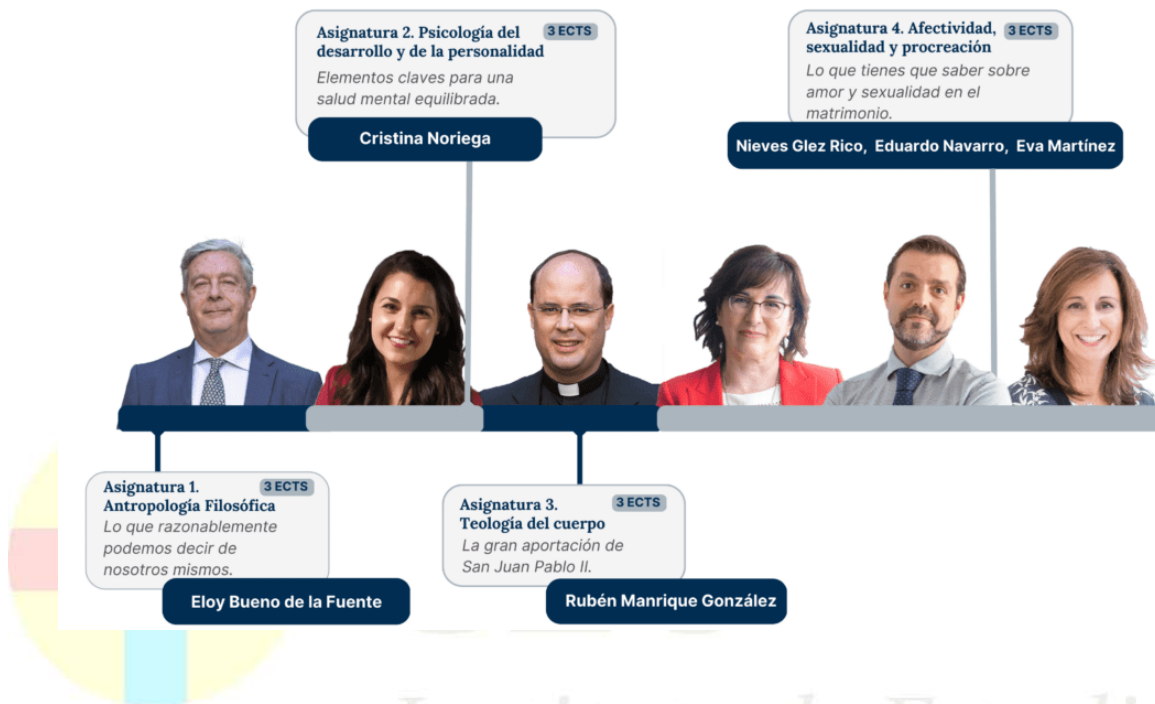 Asignatura 2. Psicología del 3 ECTS
desarrollo y de la personalidad
Elementos claves para una
salud mental equilibrada.
Cristina Noriega
Asignatura 4. Afectividad, 3 ECTS
sexualidad y procreación
Lo que tienes que saber sobre
amor y sexualidad en el
matrimonio.
Nieves Glez Rico, Eduardo Navarro, Eva Martínez
Asignatura 1. 3 ECTS
Antropología Filosófica
Lo que razonablemente
podemos decir de
nosotros mismos.
Eloy Bueno de la Fuente
Asignatura 3. 3 ECTS
Teología del cuerpo
La gran aportación de
San Juan Pablo II.
Rubén Manrique González